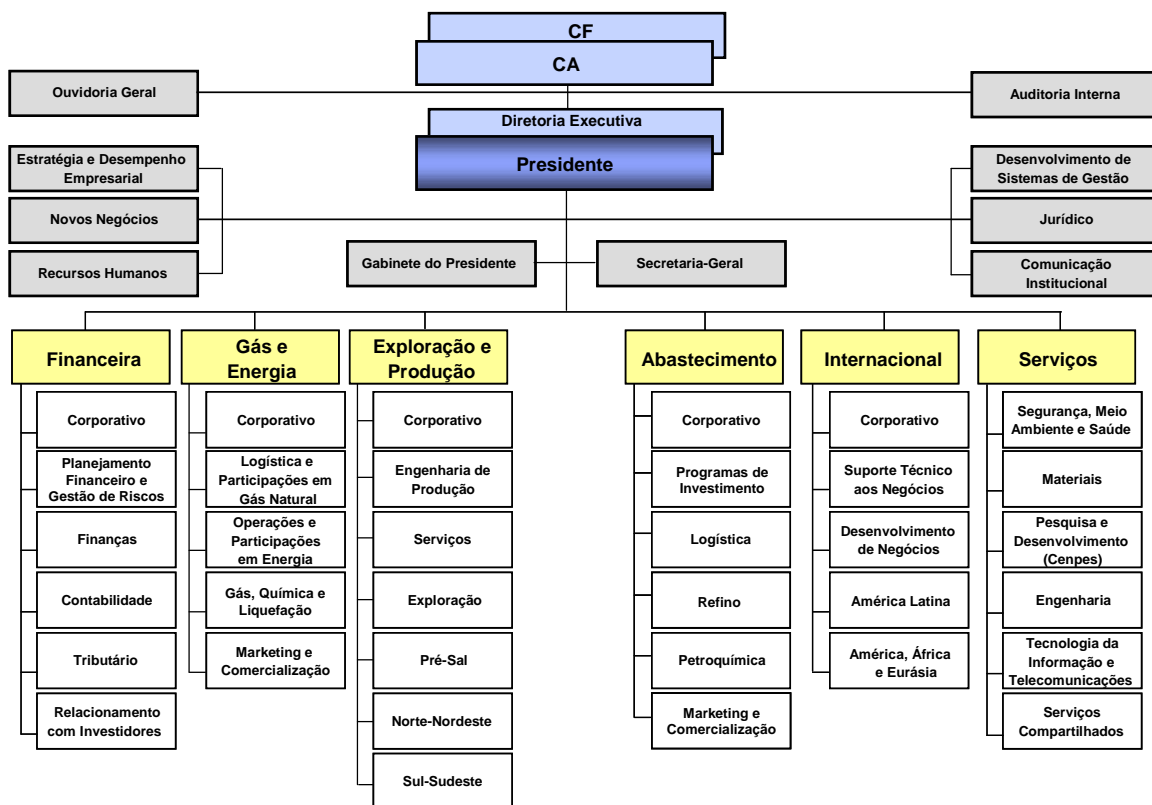 CF
CA
Ouvidoria Geral
Auditoria Interna
Diretoria Executiva
Presidente
Estratégia e Desempenho
Empresarial
Novos Negócios
Recursos Humanos
Desenvolvimento de
Sistemas de Gestão
Jurídico
Comunicação
Institucional
Gabinete do Presidente
Secretaria-Geral
Financeira
Corporativo
Planejamento
Financeiro e
Gestão de Riscos
Finanças
Contabilidade
Tributário
Relacionamento
com Investidores
Gás e
Energia
Corporativo
Logística e
Participações em
Gás Natural
Operações e
Participações
em Energia
Gás, Química e
Liquefação
Marketing e
Comercialização
Exploração e
Produção
Corporativo
Engenharia de
Produção
Serviços
Exploração
Pré-Sal
Norte-Nordeste
Sul-Sudeste
Abastecimento
Corporativo
Programas de
Investimento
Logística
Refino
Petroquímica
Marketing e
Comercialização
Internacional
Corporativo
Suporte Técnico
aos Negócios
Desenvolvimento
de Negócios
América Latina
América, África
e Eurásia
Serviços
Segurança, Meio
Ambiente e Saúde
Materiais
Pesquisa e
Desenvolvimento
(Cenpes)
Engenharia
Tecnologia da
Informação e
Telecomunicações
Serviços
Compartilhados